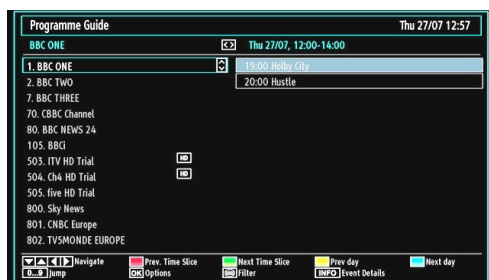 Programme Guide Thu 27/07 12:57
BBC ONE <> Thu 27/07, 12:00-14:00
1. BBC ONE 19:00 Holby City
2. BBC TWO 20:00 Hustle
7. BBC THREE
70. CBBC Channel
80. BBC NEWS 24
105. BBCi
503. ITV HD Trial HD
504. Ch4 HD Trial HD
505. five HD Trial
800. Sky News
801. CNBC Europe
802. TV5MONDE EUROPE
Navigate Prev. Time Slice Next Time Slice Prev day Next day
0...9 Jump OK Options Filter INFO Event Details